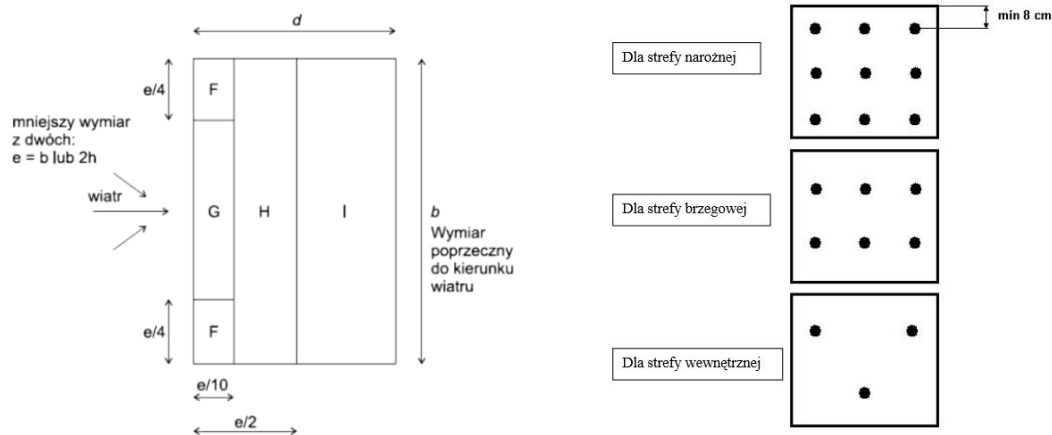 d
e/4
F
mniejszy wymiar
z dwóch:
e = b lub 2h
wiatr
G
H
I
b
Wymiar
poprzeczny
do kierunku
wiatru
e/4
F
e/10
e/2
Dla strefy narożnej
min 8 cm
Dla strefy brzegowej
Dla strefy wewnętrznej